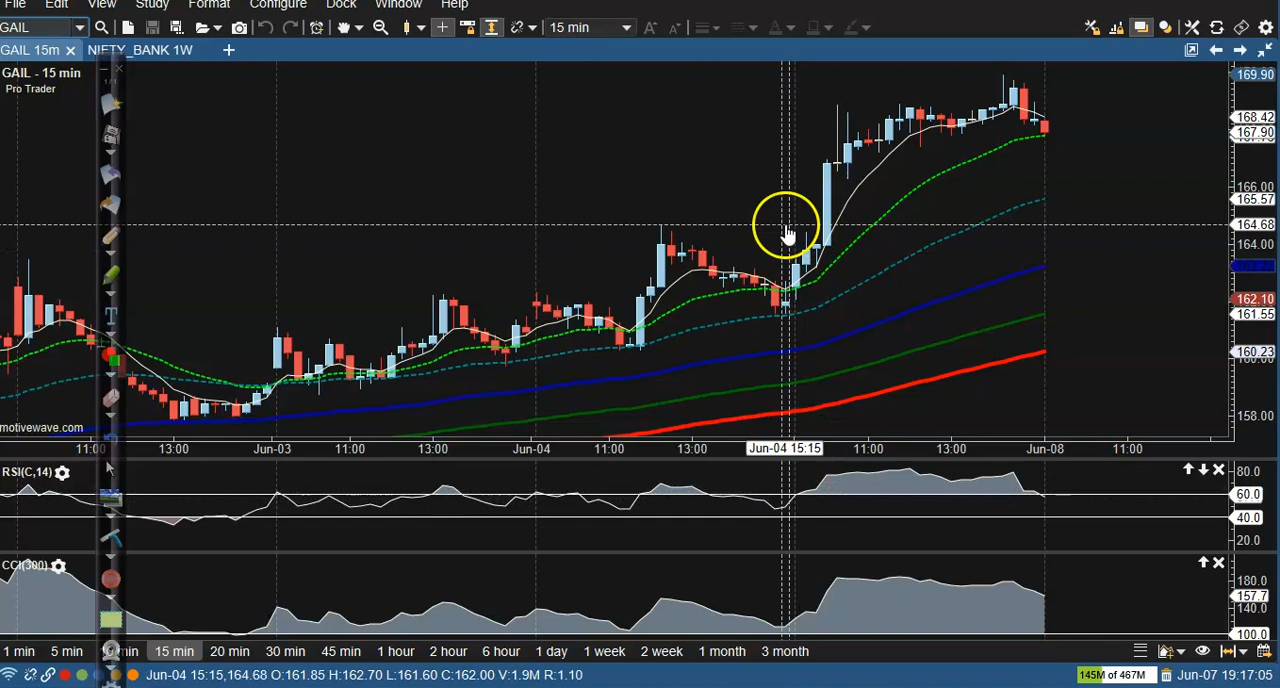 File Edit View Study Format Configure Dock Window Help
GAIL 15 min
GAIL 15m NIFTY_BANK 1W
GAIL - 15 min
Pro Trader
169.90
168.42
167.90
166.00
165.57
164.68
164.00
162.10
161.55
160.23
158.00
motivewave.com
11:00 13:00 Jun-03 11:00 13:00 Jun-04 11:00 13:00 Jun-04 15:15 11:00 13:00 Jun-08 11:00
RSI(C,14)
80.0
60.0
40.0
20.0
CCI(300)
180.0
157.7
140.0
100.0
1 min 5 min min 15 min 20 min 30 min 45 min 1 hour 2 hour 6 hour 1 day 1 week 2 week 1 month 3 month
Jun-04 15:15,164.68 O:161.85 H:162.70 L:161.60 C:162.00 V:1.9M R:1.10 145M of 467M Jun-07 19:17:05